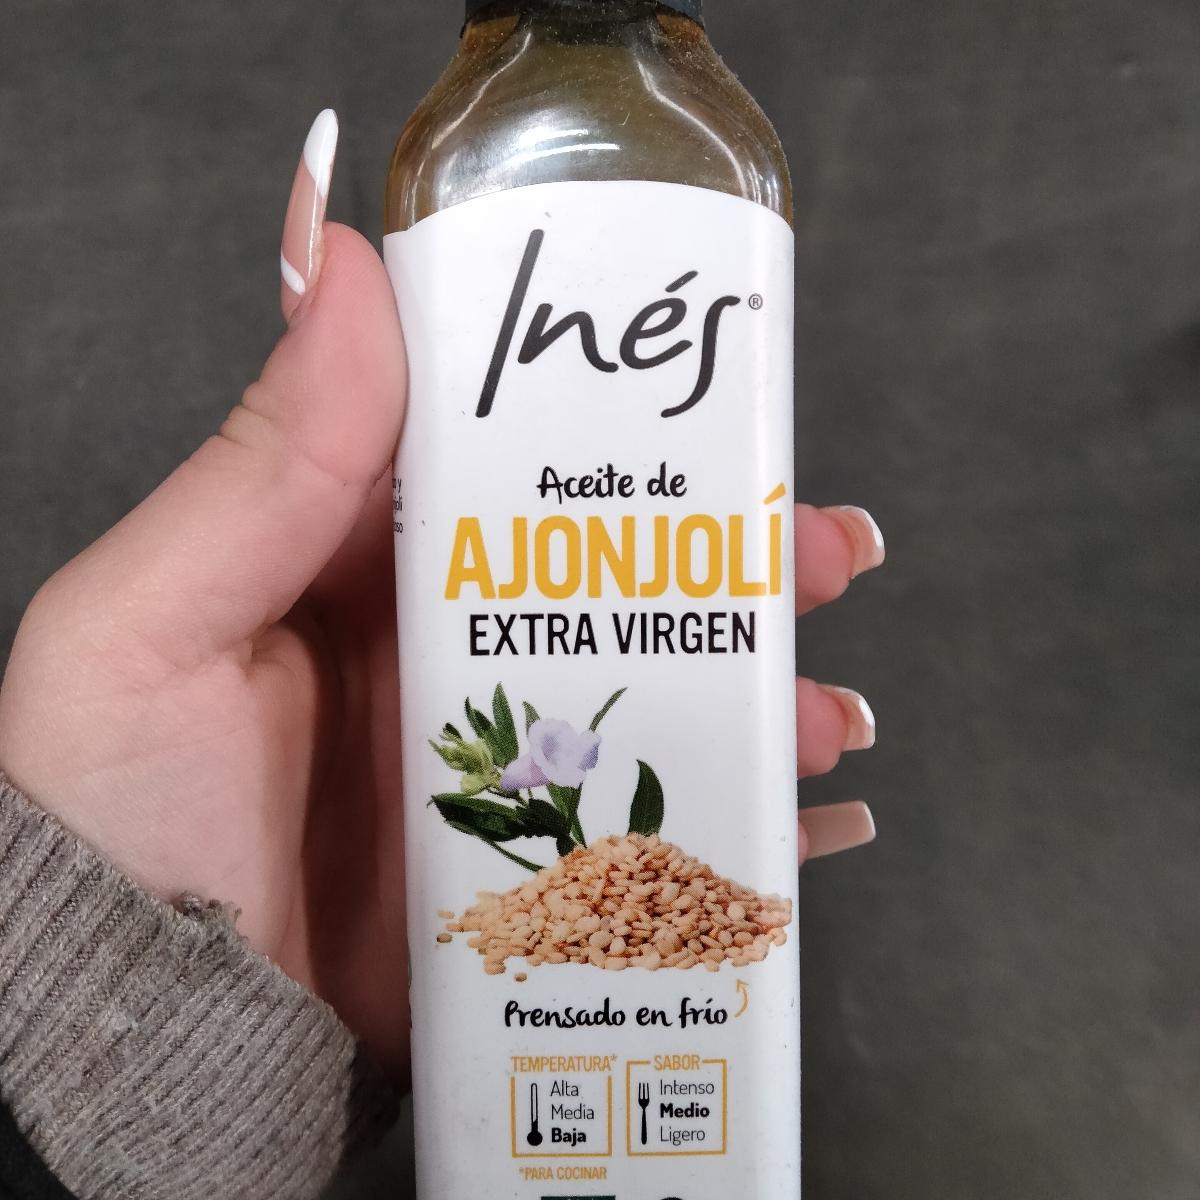 Inés®
Aceite de
AJONJOLÍ
EXTRA VIRGEN
Prensado en frío
TEMPERATURA*
Alta
Media
Baja
SABOR
Intenso
Medio
Ligero
*PARA COCINAR